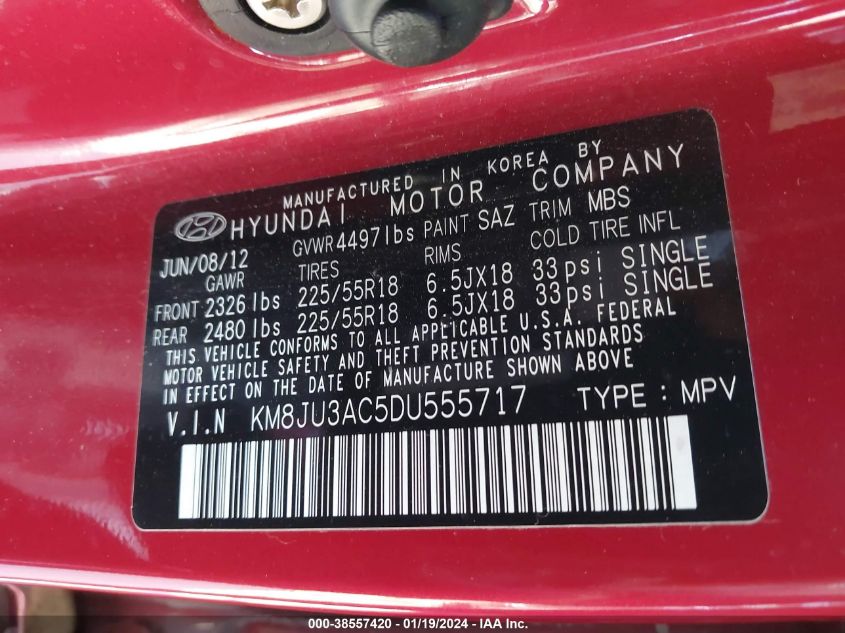 MANUFACTURED IN KOREA BY
HYUNDAI MOTOR COMPANY
JUN/08/12 GVWR 4497lbs PAINT SAZ TRIM MBS
GAWR TIRES RIMS COLD TIRE INFL
FRONT 2326 lbs 225/55R18 6.5JX18 33psi SINGLE
REAR 2480 lbs 225/55R18 6.5JX18 33psi SINGLE
THIS VEHICLE CONFORMS TO ALL APPLICABLE U.S.A. FEDERAL
MOTOR VEHICLE SAFETY AND THEFT PREVENTION STANDARDS
IN EFFECT ON THE DATE OF MANUFACTURE SHOWN ABOVE
V.I.N KM8JU3AC5DU555717 TYPE : MPV
000-38557420 - 01/19/2024 - IAA Inc.